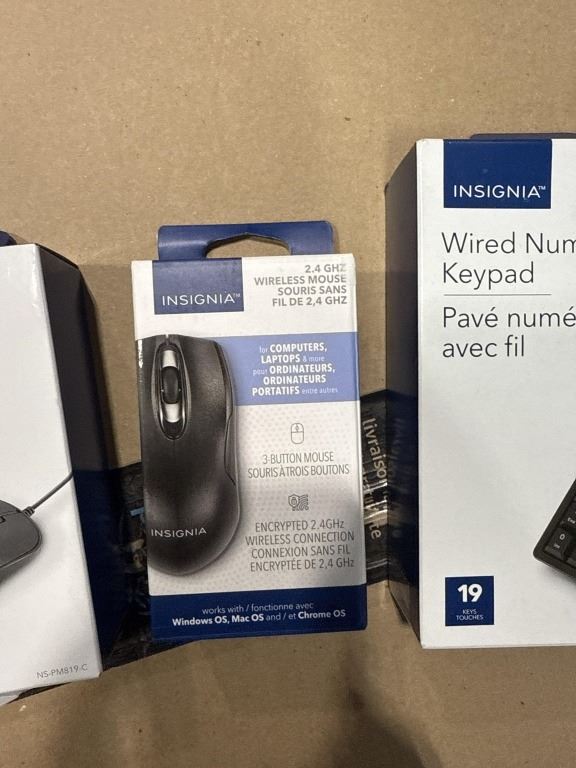 INSIGNIA™
2.4 GHZ
WIRELESS MOUSE
SOURIS SANS
FIL DE 2,4 GHZ
for COMPUTERS,
LAPTOPS & more
pour ORDINATEURS,
ORDINATEURS
PORTATIFS entre autres
3-BUTTON MOUSE
SOURIS À TROIS BOUTONS
INSIGNIA
ENCRYPTED 2.4GHz
WIRELESS CONNECTION
CONNEXION SANS FIL
ENCRYPTÉE DE 2,4 GHz
works with / fonctionne avec
Windows OS, Mac OS and / et Chrome OS
NS-PM819-C
INSIGNIA™
Wired Num
Keypad
Pavé numé
avec fil
19
KEYS
TOUCHES
livraiso